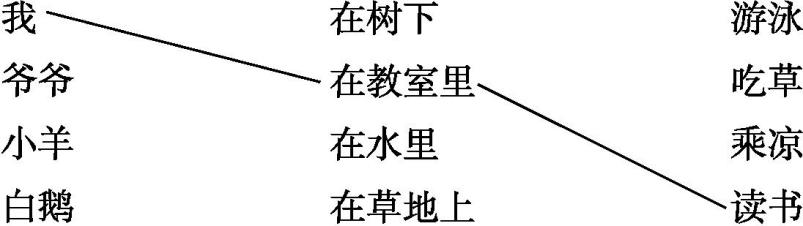 我 在树下 游泳
爷爷 在教室里 吃草
小羊 在水里 乘凉
白鹅 在草地上 读书